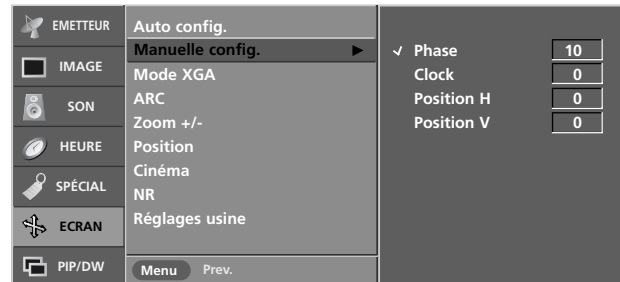 EMETTEUR
IMAGE
SON
HEURE
SPÉCIAL
ECRAN
PIP/DW
Auto config.
Manuelle config. ►
Mode XGA
ARC
Zoom +/-
Position
Cinéma
NR
Réglages usine
Menu Prev.
✓ Phase 10
Clock 0
Position H 0
Position V 0